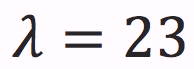 λ = 23